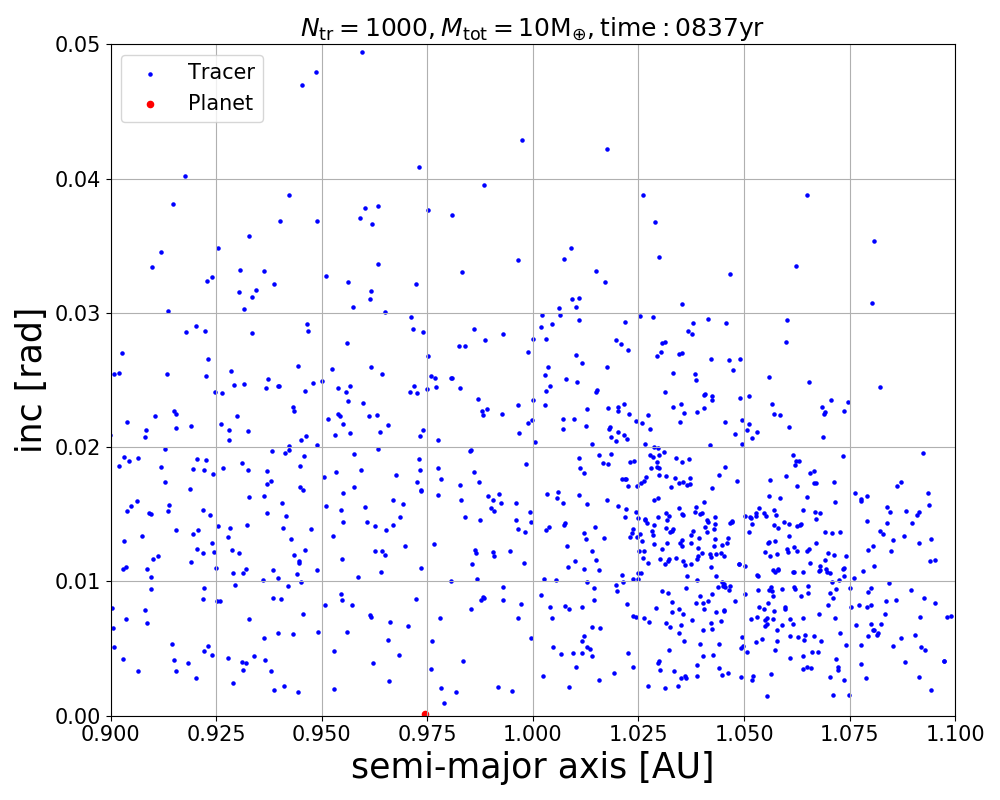 N_tr = 1000, M_tot = 10M_⊕, time : 0837yr
0.05
Tracer
Planet
0.04
0.03
0.02
0.01
0.00
inc [rad]
0.900 0.925 0.950 0.975 1.000 1.025 1.050 1.075 1.100
semi-major axis [AU]